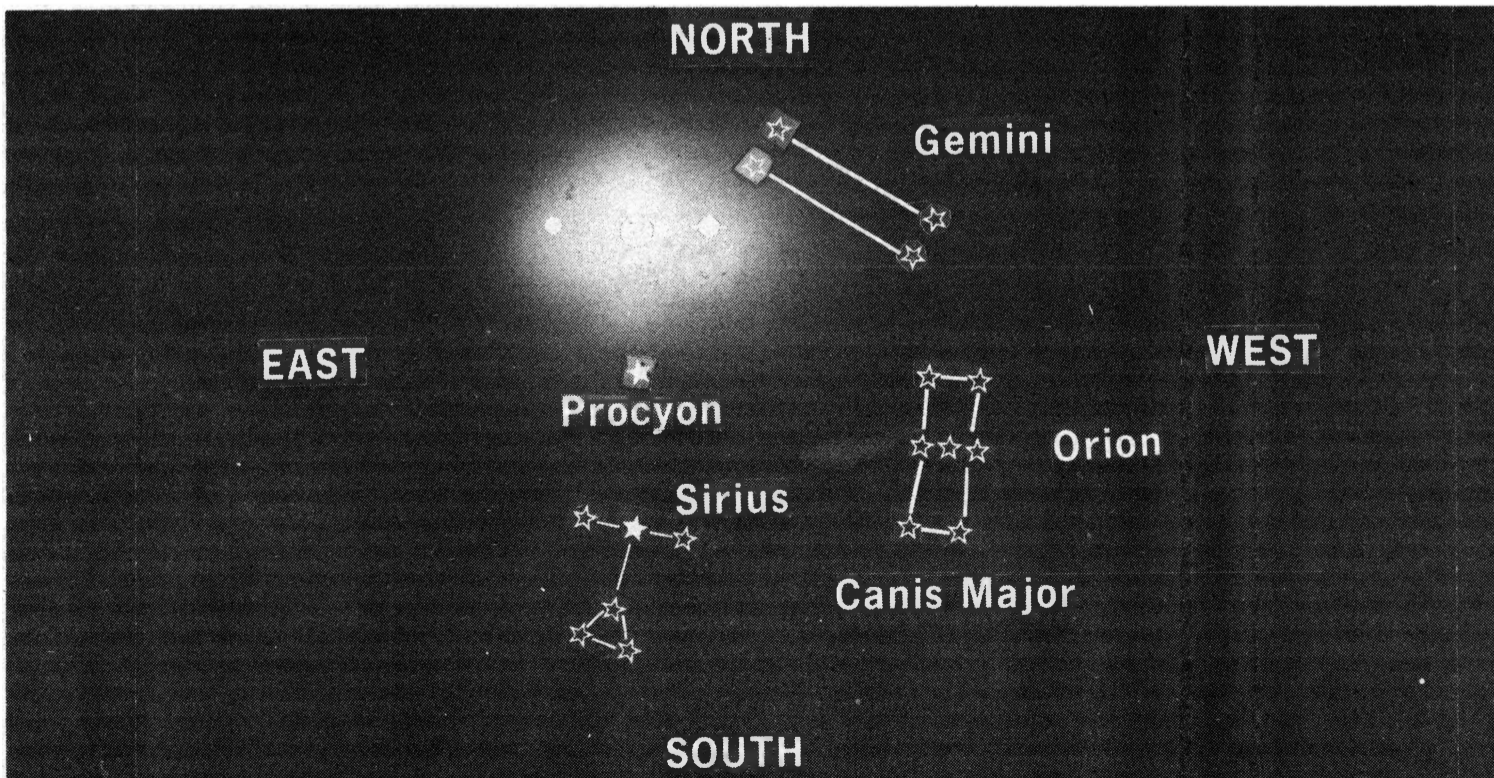 NORTH
Gemini
EAST
WEST
Procyon
Orion
Sirius
Canis Major
SOUTH